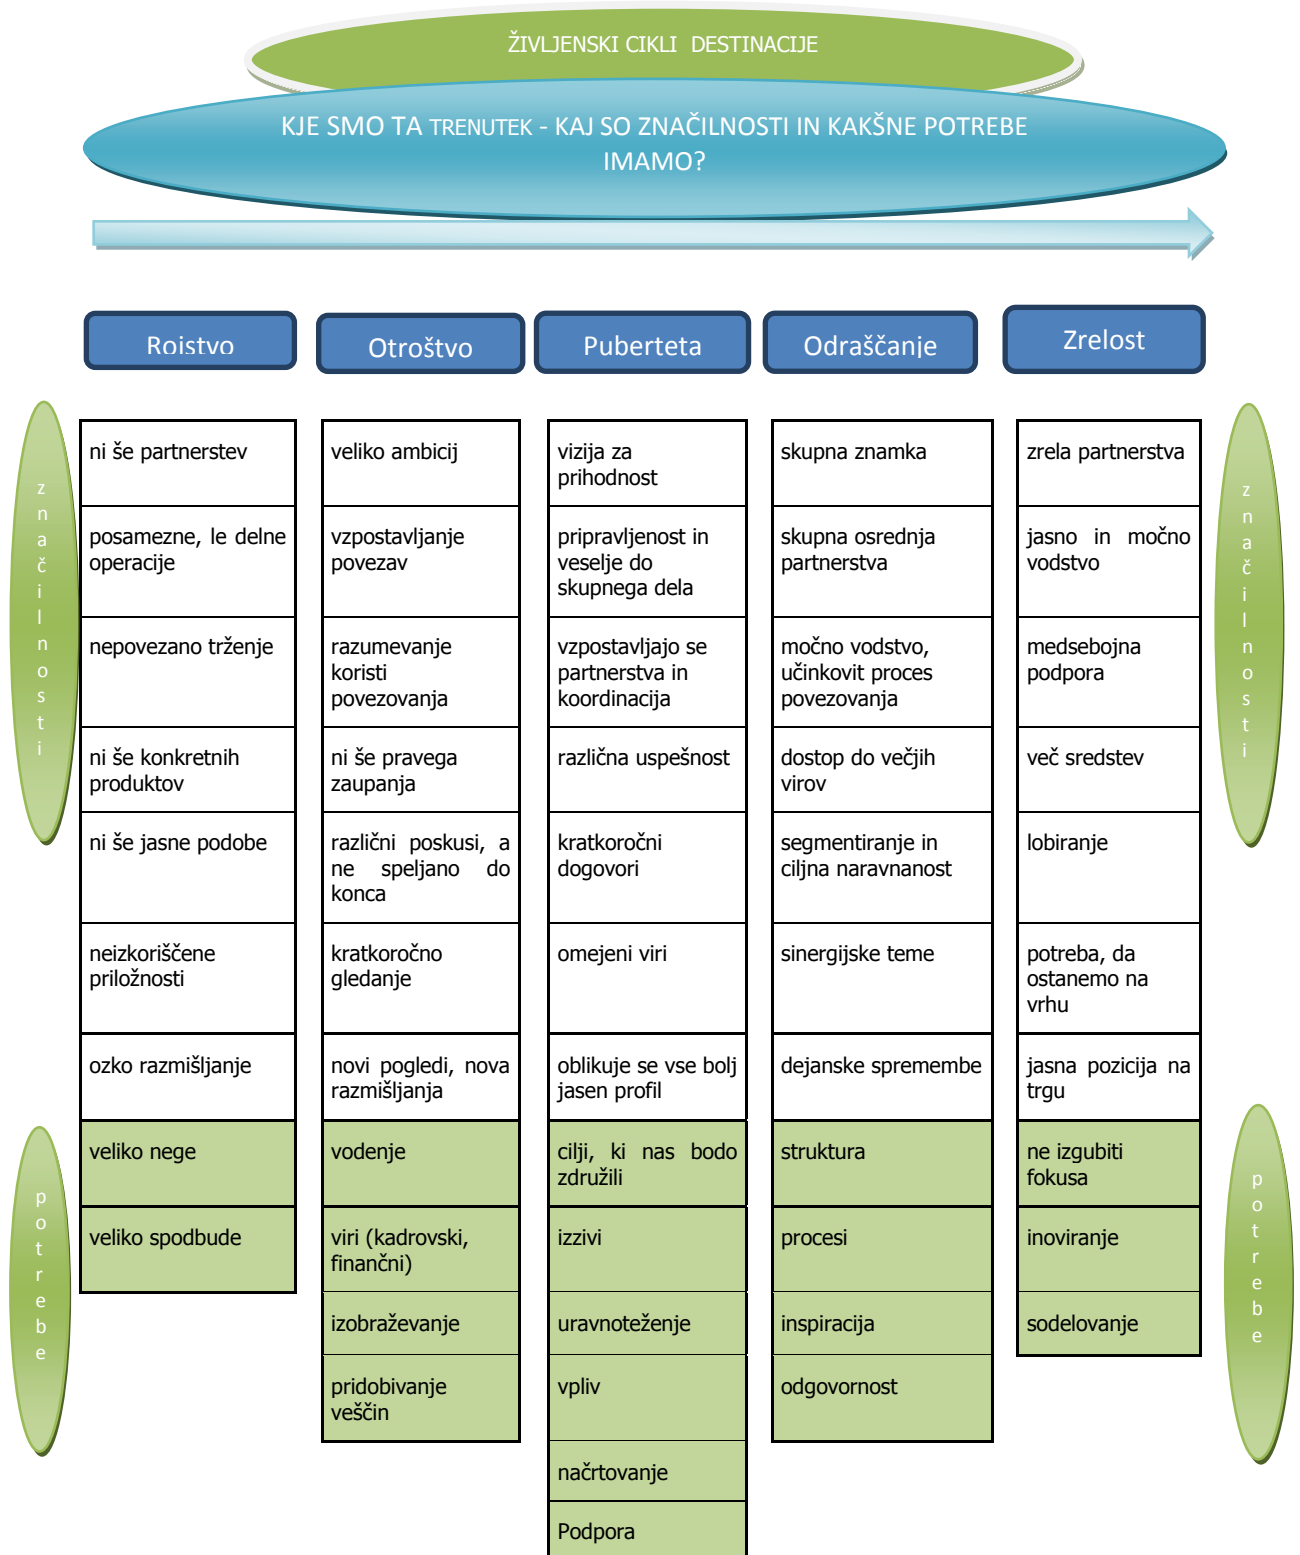 ŽIVLJENSKI CIKLI DESTINACIJE
KJE SMO TA TRENUTEK - KAJ SO ZNAČILNOSTI IN KAKŠNE POTREBE
IMAMO?
Rojstvo
Otroštvo
Puberteta
Odraščanje
Zrelost
značilnosti
ni še partnerstev
posamezne, le delne
operacije
nepovezano trženje
ni še konkretnih
produktov
ni še jasne podobe
neizkoriščene
priložnosti
ozko razmišljanje
veliko nege
veliko spodbude
veliko ambicij
vzpostavljanje
povezav
razumevanje
koristi
povezovanja
ni še pravega
zaupanja
različni poskusi, a
ne speljano do
konca
kratkoročno
gledanje
novi pogledi, nova
razmišljanja
vodenje
viri (kadrovski,
finančni)
izobraževanje
pridobivanje
veščin
vizija za
prihodnost
pripravljenost in
veselje do
skupnega dela
vzpostavljajo se
partnerstva in
koordinacija
različna uspešnost
kratkoročni
dogovori
omejeni viri
oblikuje se vse bolj
jasen profil
cilji, ki nas bodo
združili
izzivi
uravnoteženje
vpliv
načrtovanje
Podpora
skupna znamka
skupna osrednja
partnerstva
močno vodstvo,
učinkovit proces
povezovanja
dostop do večjih
virov
segmentiranje in
ciljna naravnanost
sinergijske teme
dejanske spremembe
struktura
procesi
inspiracija
odgovornost
zrela partnerstva
jasno in močno
vodstvo
medsebojna
podpora
več sredstev
lobiranje
potreba, da
ostanemo na
vrhu
jasna pozicija na
trgu
ne izgubiti
fokusa
inoviranje
sodelovanje
značilnosti
potrebe
potrebe